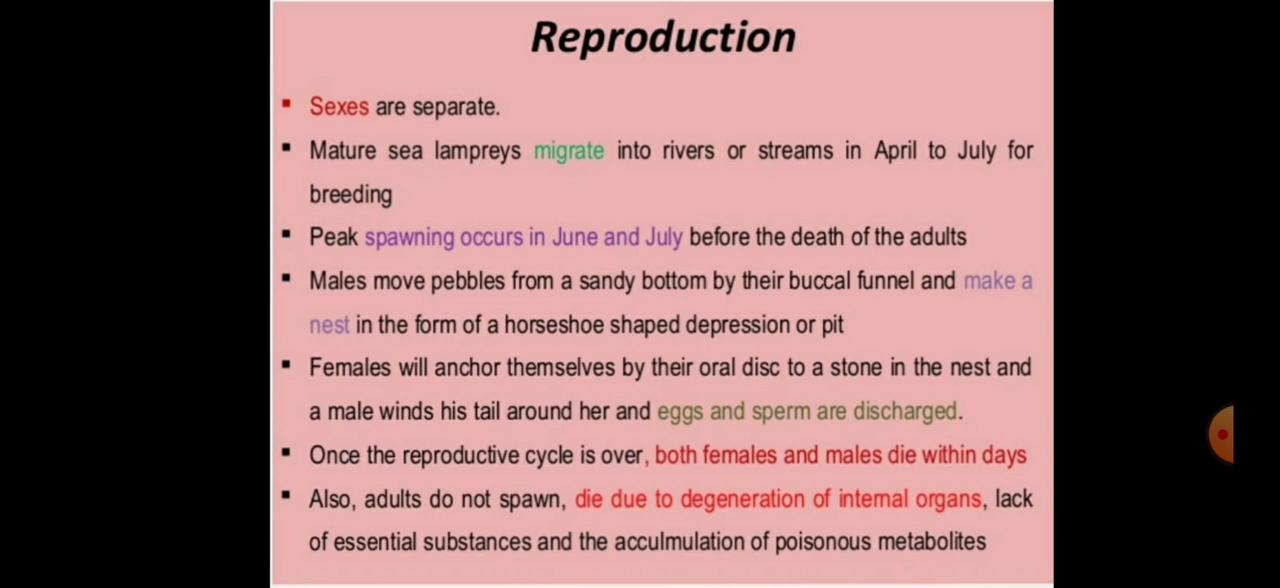 Reproduction
▪ Sexes are separate.
▪ Mature sea lampreys migrate into rivers or streams in April to July for
breeding
▪ Peak spawning occurs in June and July before the death of the adults
▪ Males move pebbles from a sandy bottom by their buccal funnel and make a
nest in the form of a horseshoe shaped depression or pit
▪ Females will anchor themselves by their oral disc to a stone in the nest and
a male winds his tail around her and eggs and sperm are discharged.
▪ Once the reproductive cycle is over, both females and males die within days
▪ Also, adults do not spawn, die due to degeneration of internal organs, lack
of essential substances and the acculmulation of poisonous metabolites